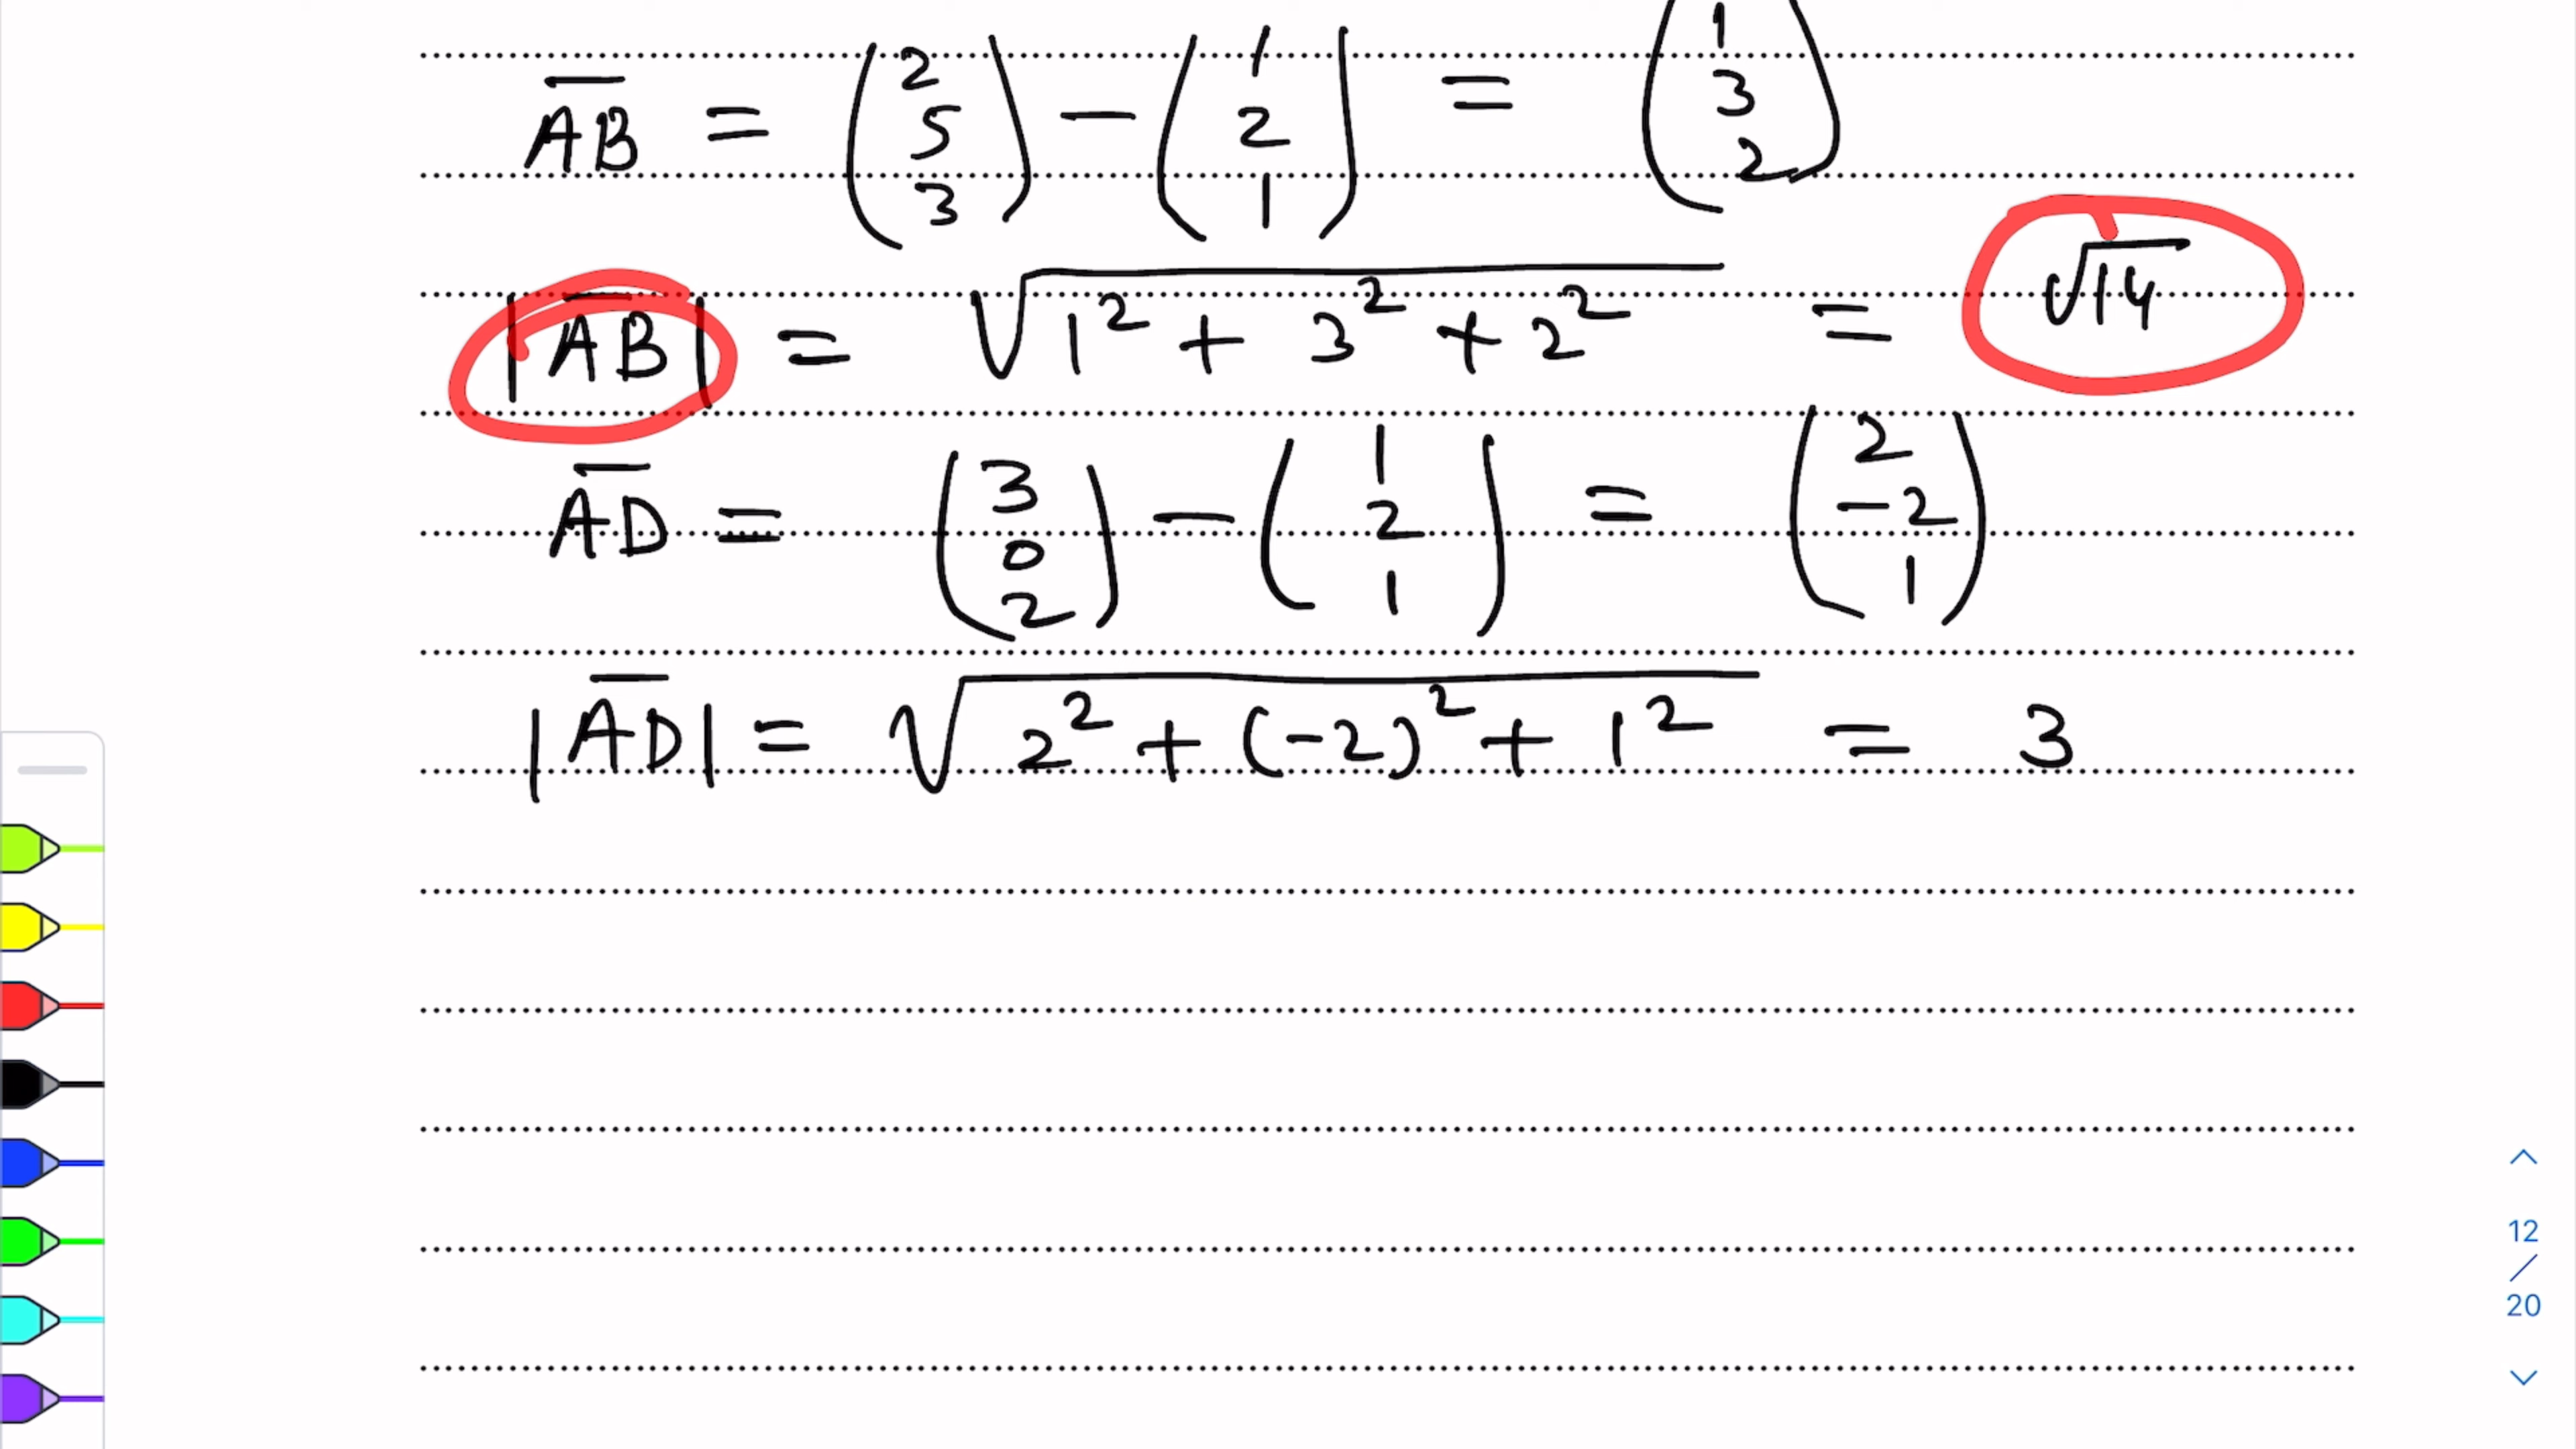 AB = (2 5 3) − (1 2 1) = (1 3 2)
|AB| = √1² + 3² + 2² = √14
AD = (3 0 2) − (1 2 1) = (2 −2 1)
|AD| = √2² + (−2)² + 1² = 3
12
/
20